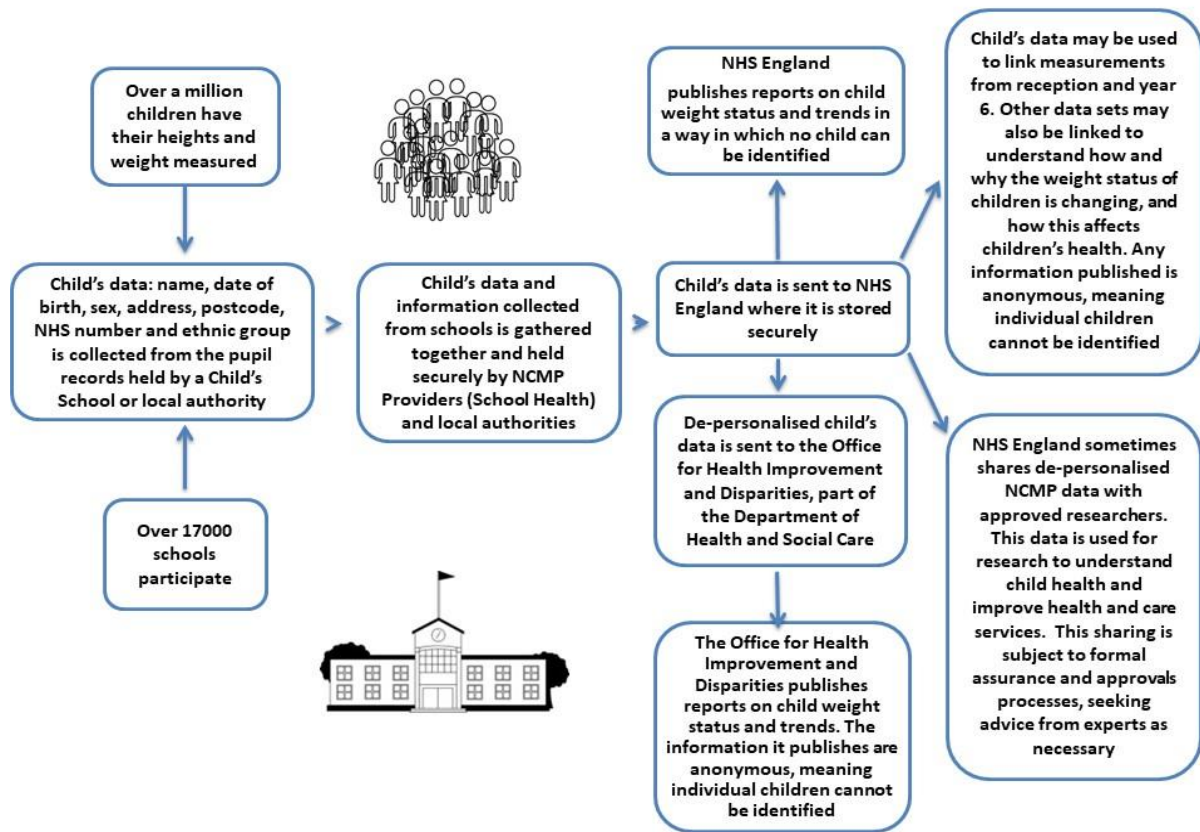 Over a million
children have
their heights and
weight measured
Child's data: name, date of
birth, sex, address, postcode,
NHS number and ethnic group
is collected from the pupil
records held by a Child's
School or local authority
Over 17000
schools
participate
Child's data and
information collected
from schools is gathered
together and held
securely by NCMP
Providers (School Health)
and local authorities
NHS England
publishes reports on child
weight status and trends in
a way in which no child can
be identified
Child's data is sent to NHS
England where it is stored
securely
De-personalised child's
data is sent to the Office
for Health Improvement
and Disparities, part of
the Department of
Health and Social Care
The Office for Health
Improvement and
Disparities publishes
reports on child weight
status and trends. The
information it publishes are
anonymous, meaning
individual children cannot
be identified
Child's data may be used
to link measurements
from reception and year
6. Other data sets may
also be linked to
understand how and
why the weight status of
children is changing, and
how this affects
children's health. Any
information published is
anonymous, meaning
individual children
cannot be identified
NHS England sometimes
shares de-personalised
NCMP data with
approved researchers.
This data is used for
research to understand
child health and
improve health and care
services. This sharing is
subject to formal
assurance and approvals
processes, seeking
advice from experts as
necessary